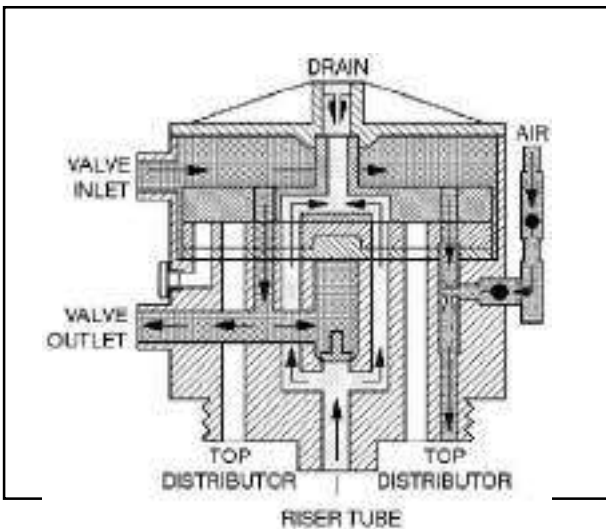 DRAIN
AIR
VALVE
INLET
VALVE
OUTLET
TOP
DISTRIBUTOR
TOP
DISTRIBUTOR
RISER TUBE